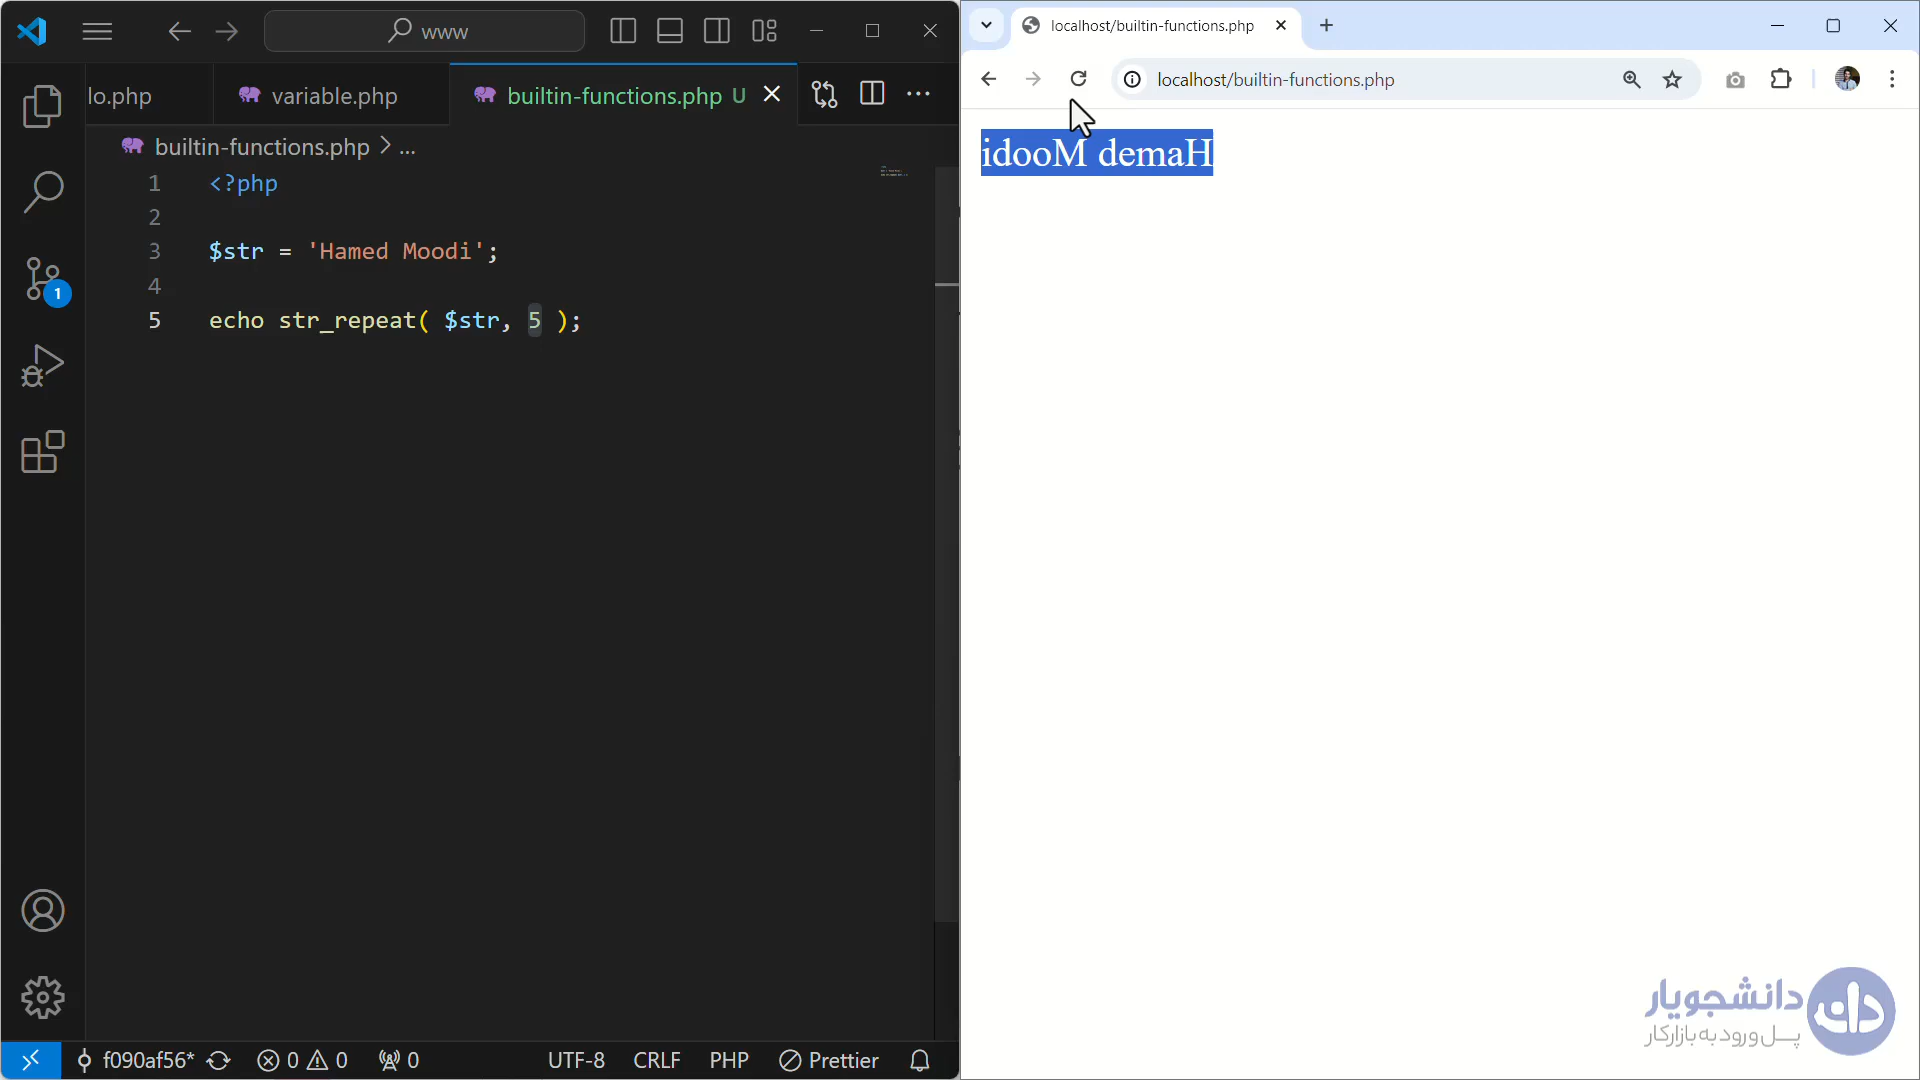 www
localhost/builtin-functions.php
lo.php
variable.php
builtin-functions.php U
localhost/builtin-functions.php
builtin-functions.php > ...
idooM demaH
1 <?php
2
3 $str = 'Hamed Moodi';
4
5 echo str_repeat( $str, 5 );
1
دانشجویار
پل ورود به بازار کار
f090af56* 0 0 0 UTF-8 CRLF PHP Prettier